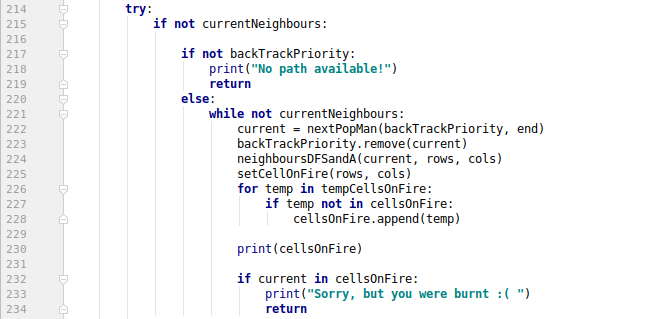 214 try:
215 if not currentNeighbours:
216
217 if not backTrackPriority:
218 print("No path available!")
219 return
220 else:
221 while not currentNeighbours:
222 current = nextPopMan(backTrackPriority, end)
223 backTrackPriority.remove(current)
224 neighboursDFSandA(current, rows, cols)
225 setCellOnFire(rows, cols)
226 for temp in tempCellsOnFire:
227 if temp not in cellsOnFire:
228 cellsOnFire.append(temp)
229
230 print(cellsOnFire)
231
232 if current in cellsOnFire:
233 print("Sorry, but you were burnt :( ")
234 return